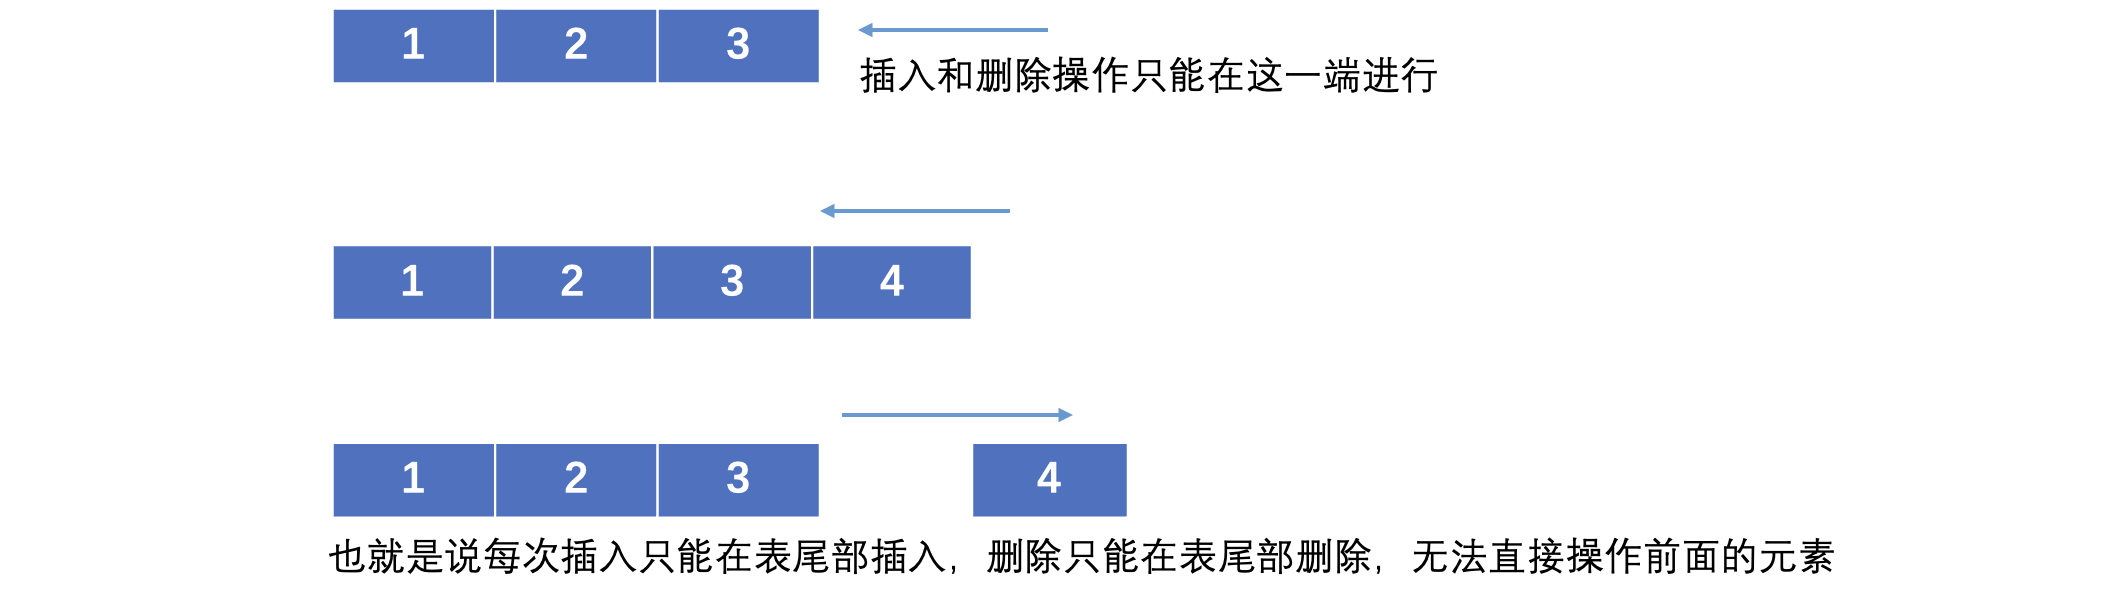 1 2 3
插入和删除操作只能在这一端进行
1 2 3 4
1 2 3 4
也就是说每次插入只能在表尾部插入，删除只能在表尾部删除，无法直接操作前面的元素